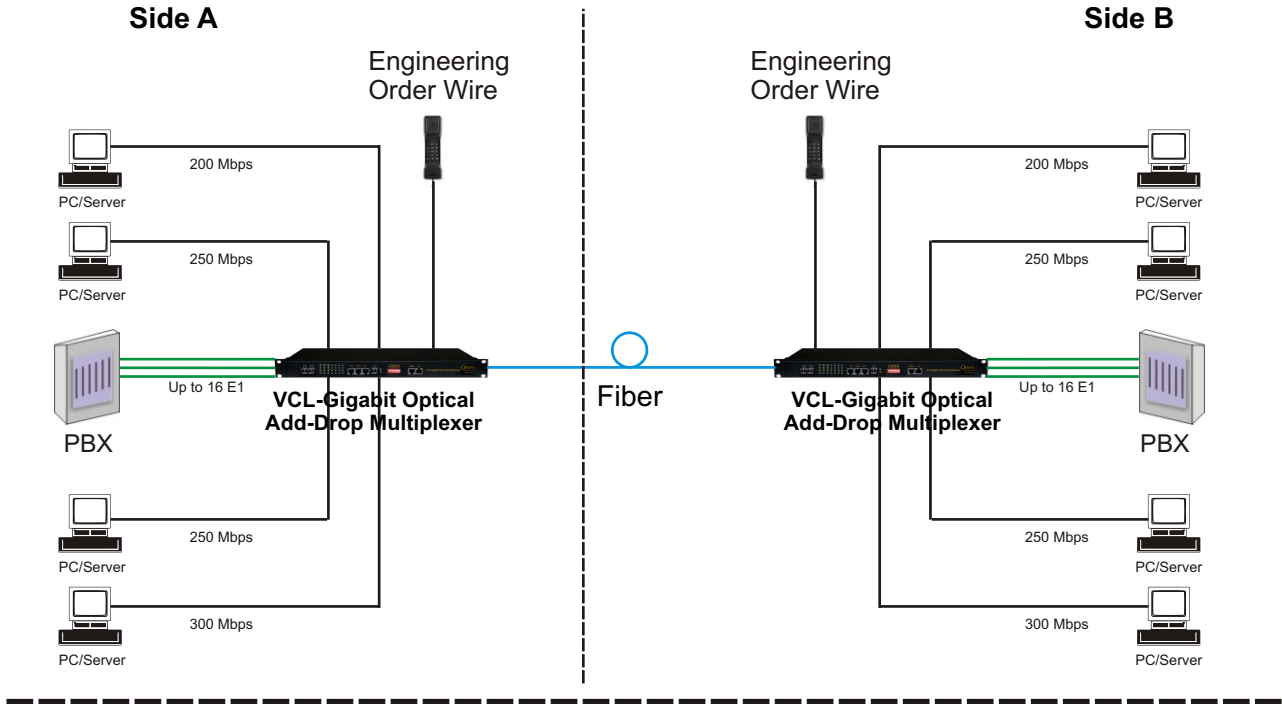 Side A
Side B
Engineering
Order Wire
Engineering
Order Wire
200 Mbps
PC/Server
250 Mbps
PC/Server
Up to 16 E1
PBX
VCL-Gigabit Optical
Add-Drop Multiplexer
250 Mbps
PC/Server
300 Mbps
PC/Server
Fiber
200 Mbps
PC/Server
250 Mbps
PC/Server
Up to 16 E1
PBX
VCL-Gigabit Optical
Add-Drop Multiplexer
250 Mbps
PC/Server
300 Mbps
PC/Server